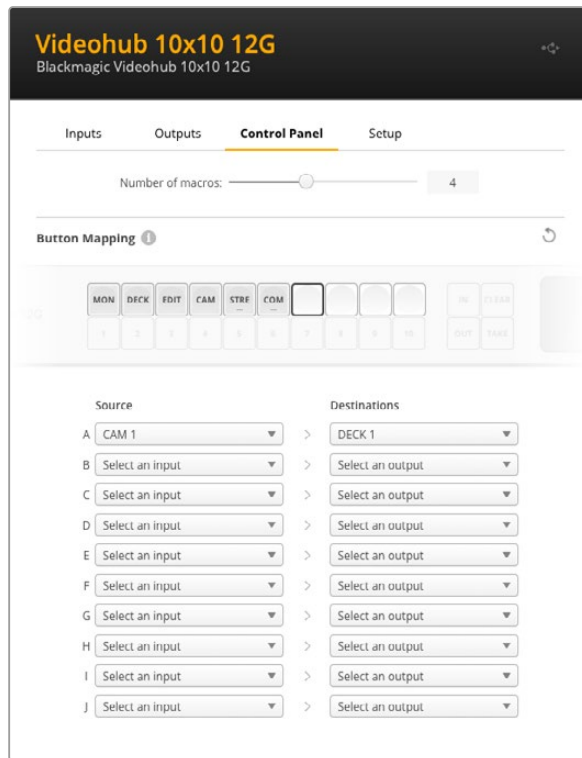 Videohub 10x10 12G
Blackmagic Videohub 10x10 12G
Inputs Outputs Control Panel Setup
Number of macros: 4
Button Mapping
MON DECK EDIT CAM STRE COM IN CLEAR
1 2 3 4 5 6 7 8 9 10 OUT TAKE
Source Destinations
A CAM 1 > DECK 1
B Select an input > Select an output
C Select an input > Select an output
D Select an input > Select an output
E Select an input > Select an output
F Select an input > Select an output
G Select an input > Select an output
H Select an input > Select an output
I Select an input > Select an output
J Select an input > Select an output